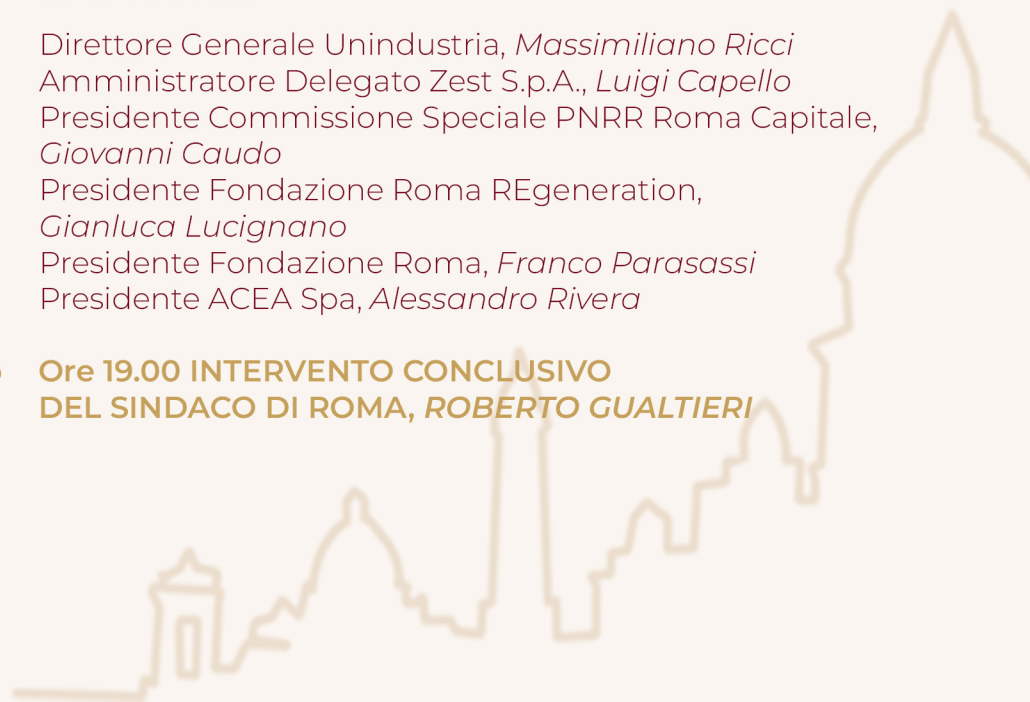 Direttore Generale Unindustria, Massimiliano Ricci
Amministratore Delegato Zest S.p.A., Luigi Capello
Presidente Commissione Speciale PNRR Roma Capitale,
Giovanni Caudo
Presidente Fondazione Roma REgeneration,
Gianluca Lucignano
Presidente Fondazione Roma, Franco Parasassi
Presidente ACEA Spa, Alessandro Rivera
Ore 19.00 INTERVENTO CONCLUSIVO
DEL SINDACO DI ROMA, ROBERTO GUALTIERI